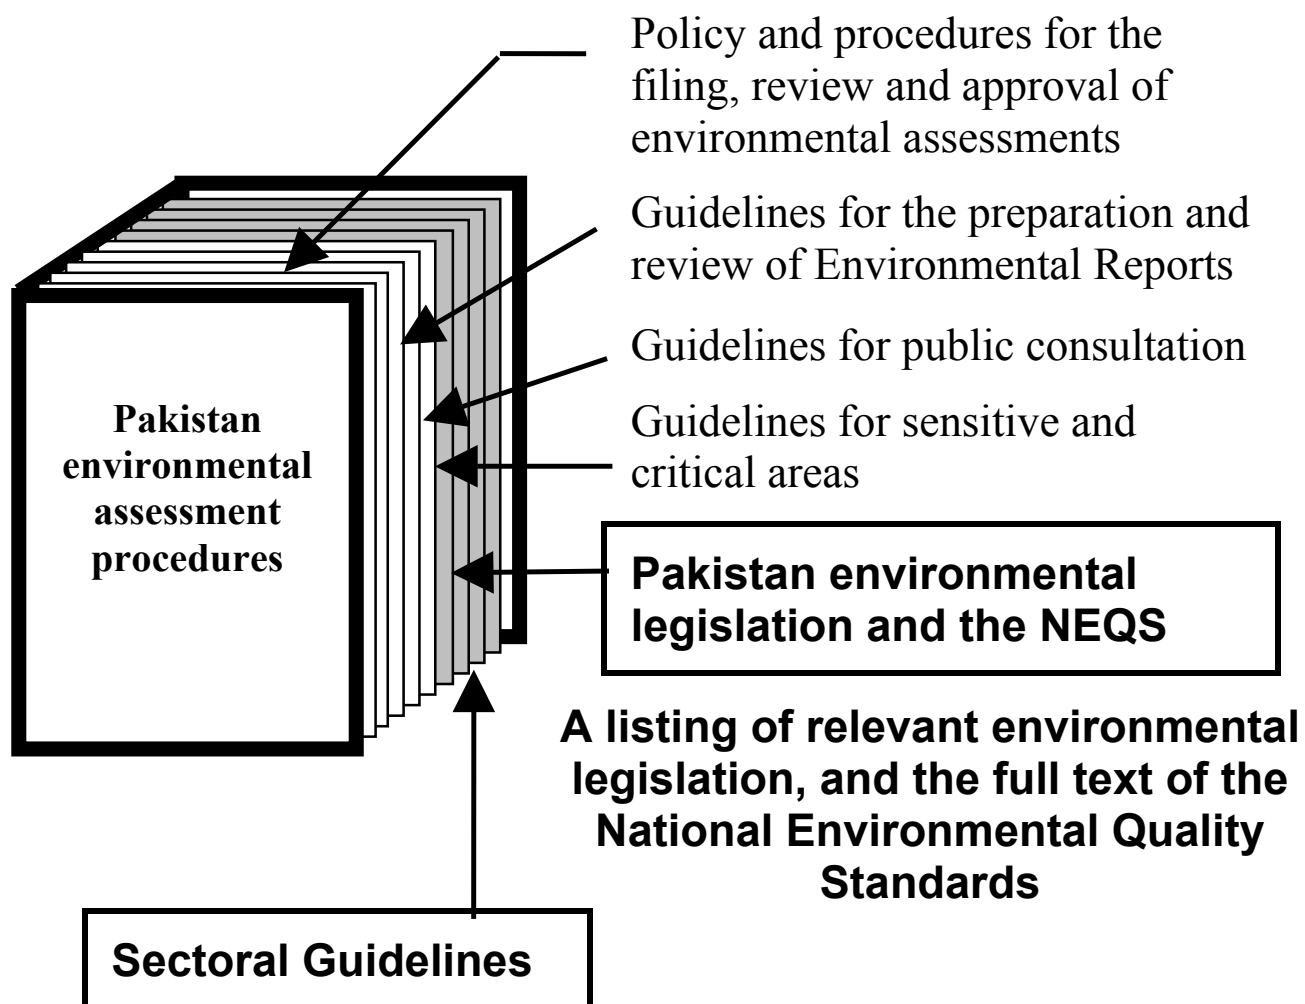 Policy and procedures for the
filing, review and approval of
environmental assessments
Guidelines for the preparation and
review of Environmental Reports
Guidelines for public consultation
Guidelines for sensitive and
critical areas
Pakistan
environmental
assessment
procedures
Pakistan environmental
legislation and the NEQS
A listing of relevant environmental
legislation, and the full text of the
National Environmental Quality
Standards
Sectoral Guidelines